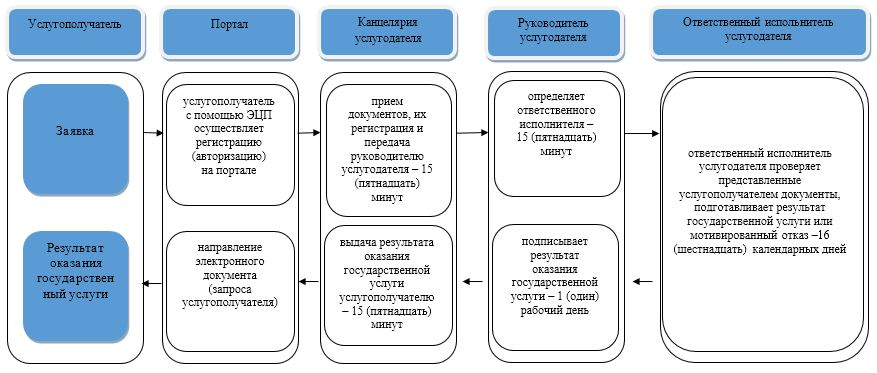 Услугополучатель
Портал
Канцелярия
услугодателя
Руководитель
услугодателя
Ответственный испольнитель
услугодателя
Заявка
услугополучатель
с помощью ЭЦП
осуществляет
регистрацию
(авторизацию)
на портале
прием
документов, их
регистрация и
передача
руководителю
услугодателя – 15
(пятнадцать)
минут
определяет
ответственного
исполнителя –
15 (пятнадцать)
минут
ответственный исполнитель
услугодателя проверяет
представленные
услугополучателем документы,
подготавливает результат
государственной услуги или
мотивированный отказ –16
(шестнадцать) календарных дней
Результат
оказания
государствен
ный услуги
направление
электронного
документа
(запроса
услугополучателя)
выдача результата
оказания
государственной
услуги
услугополучателю
– 15 (пятнадцать)
минут
подписывает
результат
оказания
государственной
услуги – 1 (один)
рабочий день